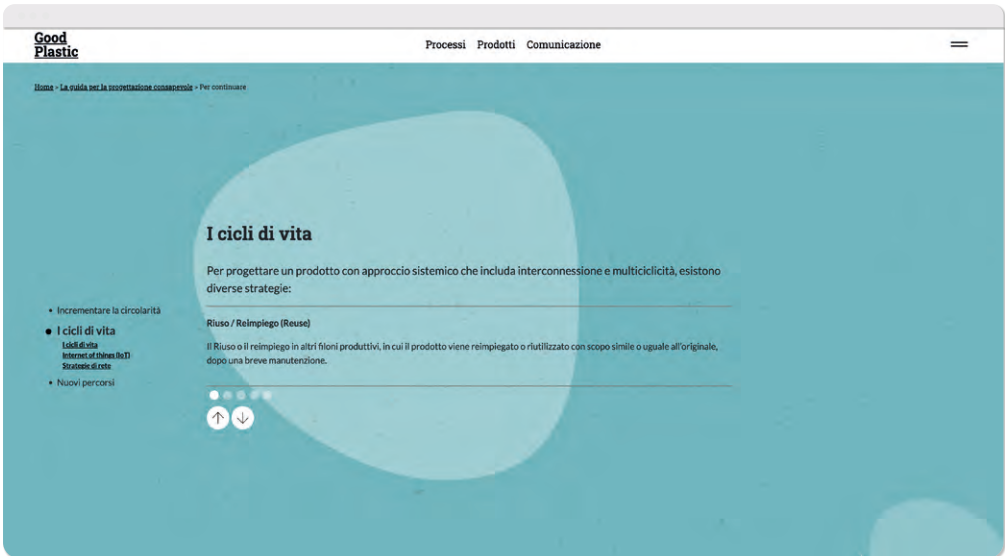 Good
Plastic
Processi Prodotti Comunicazione
Home > La guida per la progettazione consapevole > Per continuare
I cicli di vita
Per progettare un prodotto con approccio sistemico che includa interconnessione e multiciclicità, esistono
diverse strategie:
Riuso / Reimpiego (Reuse)
Il Riuso o il reimpiego in altri filoni produttivi, in cui il prodotto viene reimpiegato o riutilizzato con scopo simile o uguale all'originale,
dopo una breve manutenzione.
Incrementare la circolarità
I cicli di vita
I cicli di vita
Internet of things (IoT)
Strategie di rete
Nuovi percorsi